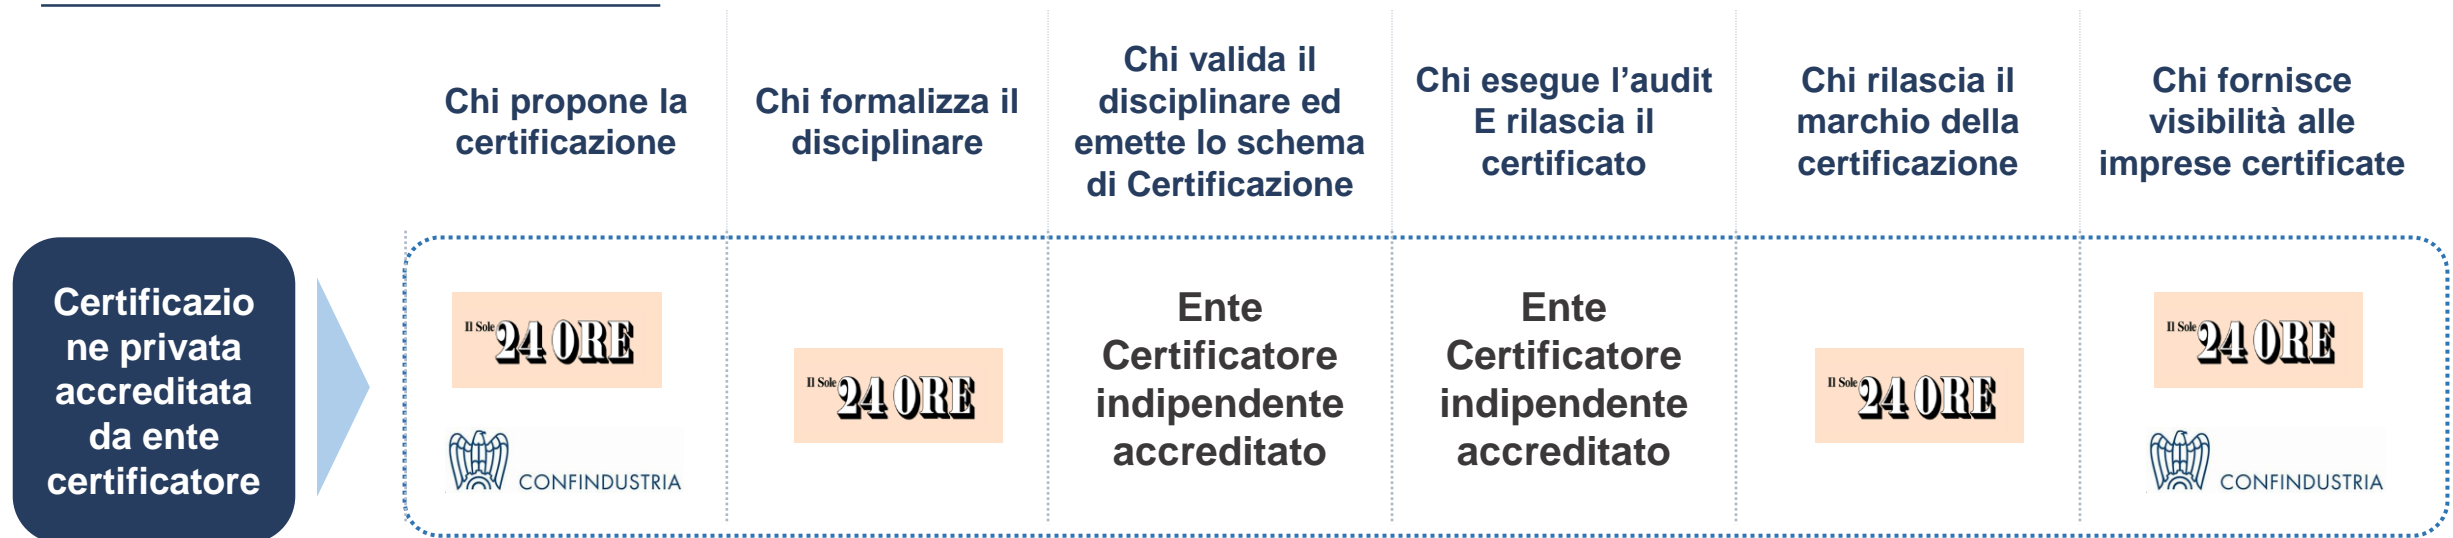 Chi propone la
certificazione
Chi formalizza il
disciplinare
Chi valida il
disciplinare ed
emette lo schema
di Certificazione
Chi esegue l’audit
E rilascia il
certificato
Chi rilascia il
marchio della
certificazione
Chi fornisce
visibilità alle
imprese certificate
Certificazio
ne privata
accreditata
da ente
certificatore
Il Sole 24 ORE
CONFINDUSTRIA
Il Sole 24 ORE
Ente
Certificatore
indipendente
accreditato
Ente
Certificatore
indipendente
accreditato
Il Sole 24 ORE
Il Sole 24 ORE
CONFINDUSTRIA